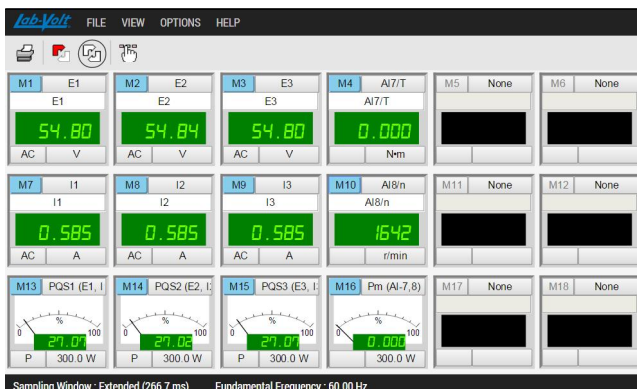 Lab-Volt FILE VIEW OPTIONS HELP
M1 E1 M2 E2 M3 E3 M4 AI7/T M5 None M6 None
E1 E2 E3 AI7/T
54.80 54.84 54.80 0.000
AC V AC V AC V N•m
M7 I1 M8 I2 M9 I3 M10 AI8/n M11 None M12 None
I1 I2 I3 AI8/n
0.585 0.585 0.585 1642
AC A AC A AC A r/min
M13 PQS1 (E1, I M14 PQS2 (E2, I M15 PQS3 (E3, I M16 Pm (AI-7,8) M17 None M18 None
% % % %
0 100 0 100 0 100 0 100
27.07 27.02 27.07 0.000
P 300.0 W P 300.0 W P 300.0 W 300.0 W
Sampling Window : Extended (266.7 ms) Fundamental Frequency : 60.00 Hz